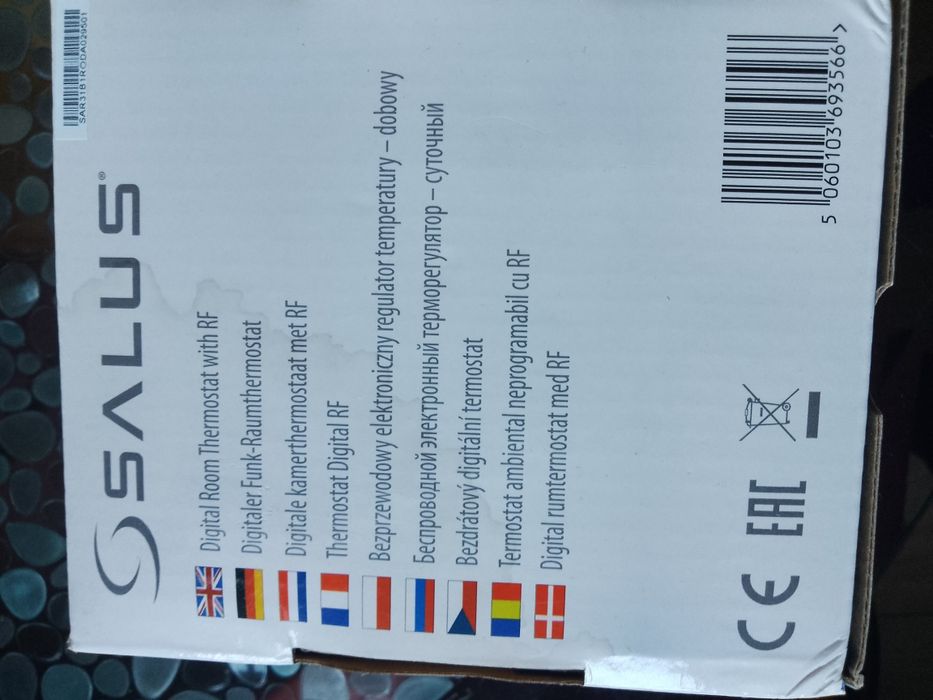 SAR31B1RODA029501
SALUS®
Digital Room Thermostat with RF
Digitaler Funk-Raumthermostat
Digitale kamerthermostaat met RF
Thermostat Digital RF
Bezprzewodowy elektroniczny regulator temperatury – dobowy
Беспроводной электронный терморегулятор – суточный
Bezdrátový digitální termostat
Termostat ambiental neprogramabil cu RF
Digital rumtermostat med RF
CE EAC
5 060103 693566 >